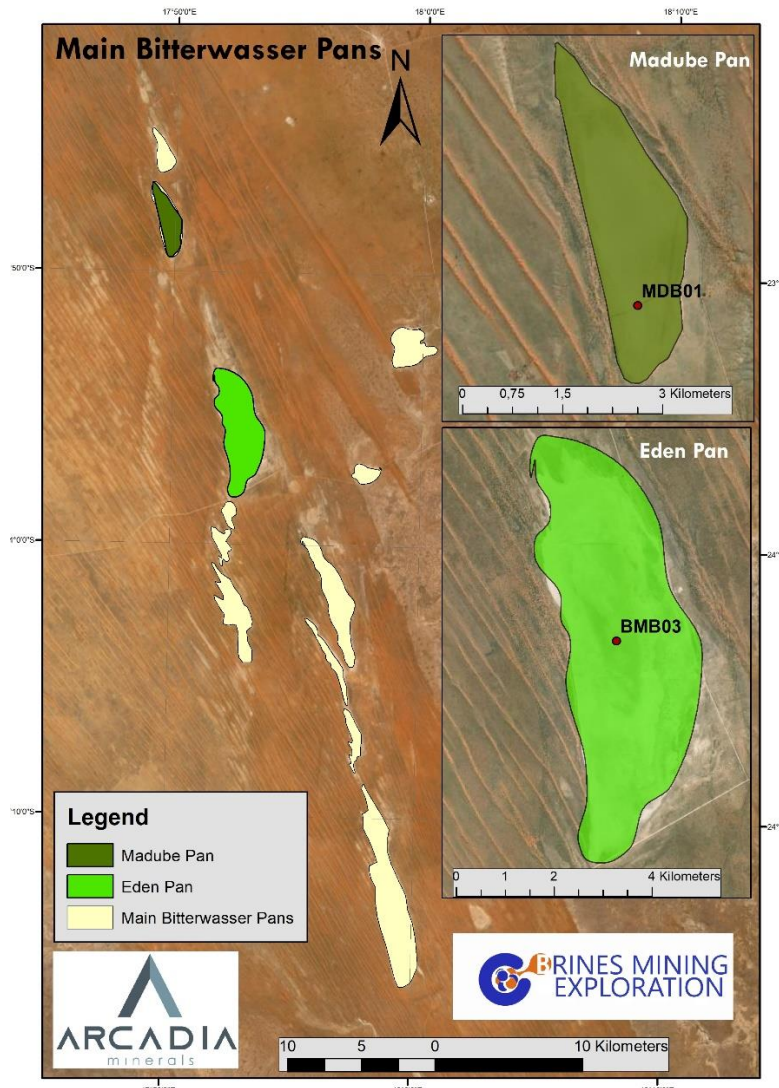 17°50'0"E
18°0'0"E
18°10'0"E
Main Bitterwasser Pans
N
Madube Pan
MDB01
0 0,75 1,5 3 Kilometers
Eden Pan
BMB03
0 1 2 4 Kilometers
50'0"S
1°0'0"S
10'0"S
23°
24°
24°
Legend
Madube Pan
Eden Pan
Main Bitterwasser Pans
ARCADIA
minerals
BRINES MINING
EXPLORATION
10 5 0 10 Kilometers